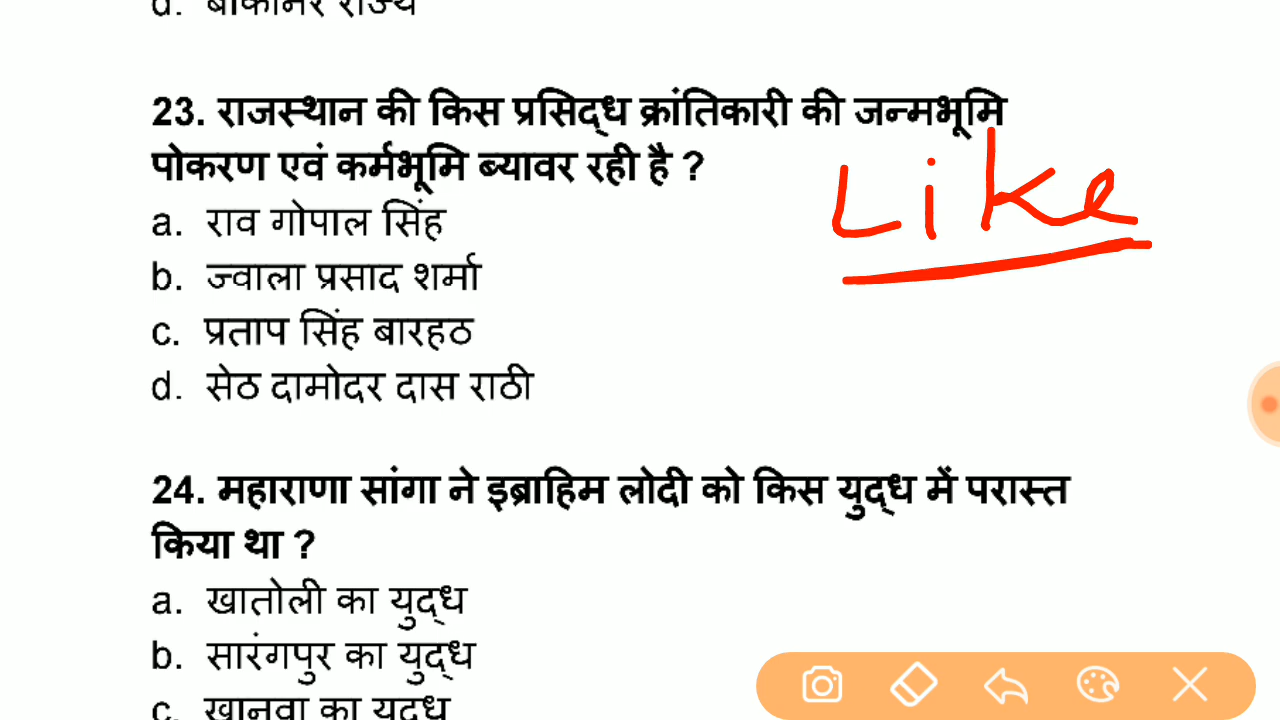 d. बीकानेर राज्य
23. राजस्थान की किस प्रसिद्ध क्रांतिकारी की जन्मभूमि
पोकरण एवं कर्मभूमि ब्यावर रही है ?
Like
a. राव गोपाल सिंह
b. ज्वाला प्रसाद शर्मा
c. प्रताप सिंह बारहठ
d. सेठ दामोदर दास राठी
24. महाराणा सांगा ने इब्राहिम लोदी को किस युद्ध में परास्त
किया था ?
a. खातोली का युद्ध
b. सारंगपुर का युद्ध
c. खानवा का युद्ध